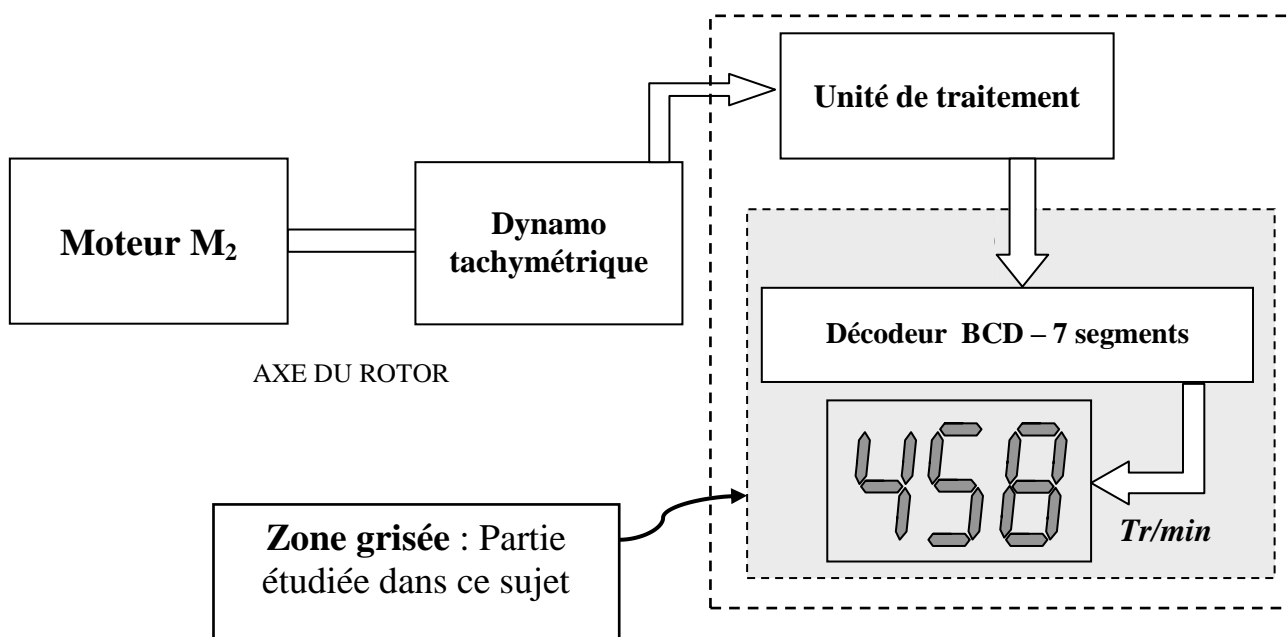 Unité de traitement
Moteur M₂
Dynamo
tachymétrique
Décodeur BCD – 7 segments
AXE DU ROTOR
458
Tr/min
Zone grisée : Partie
étudiée dans ce sujet